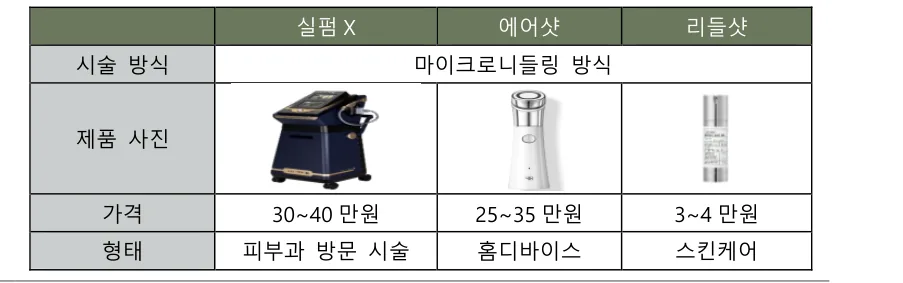 실펌 X 에어샷 리들샷
시술 방식 마이크로니들링 방식
제품 사진
가격 30~40 만원 25~35 만원 3~4 만원
형태 피부과 방문 시술 홈디바이스 스킨케어